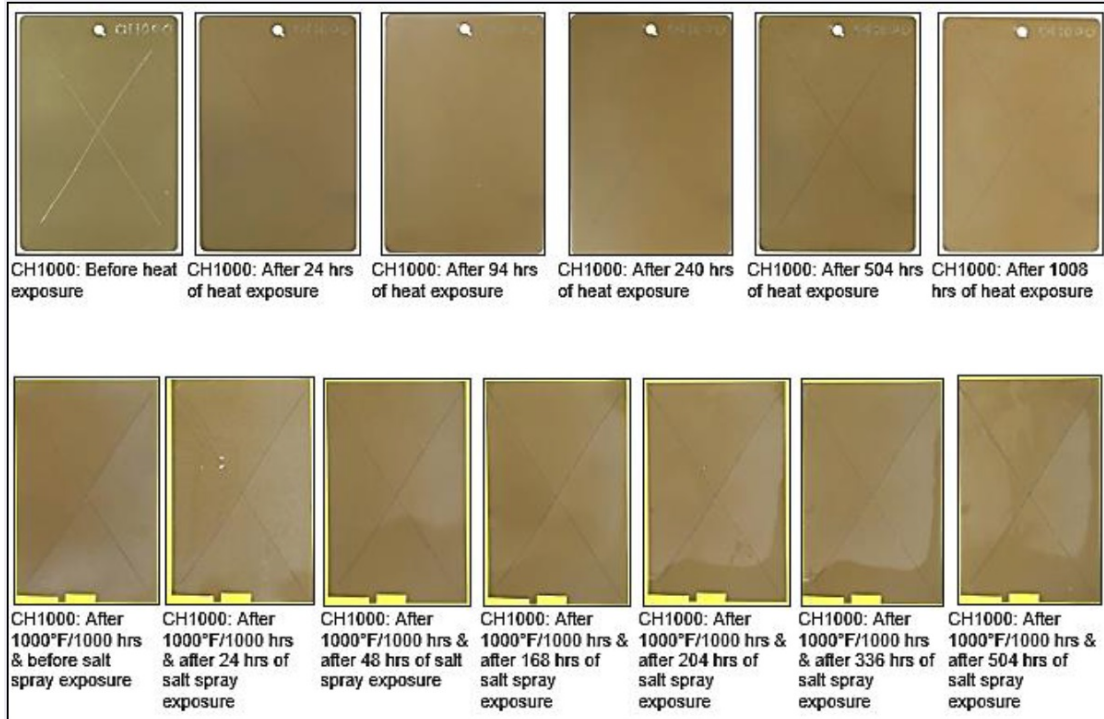 CH1000: Before heat
exposure
CH1000: After 24 hrs
of heat exposure
CH1000: After 94 hrs
of heat exposure
CH1000: After 240 hrs
of heat exposure
CH1000: After 504 hrs
of heat exposure
CH1000: After 1008
hrs of heat exposure
CH1000: After
1000°F/1000 hrs
& before salt
spray exposure
CH1000: After
1000°F/1000 hrs
& after 24 hrs of
salt spray
exposure
CH1000: After
1000°F/1000 hrs &
after 48 hrs of salt
spray exposure
CH1000: After
1000°F/1000 hrs &
after 168 hrs of
salt spray
exposure
CH1000: After
1000°F/1000 hrs &
after 204 hrs of
salt spray
exposure
CH1000: After
1000°F/1000 hrs
& after 336 hrs of
salt spray
exposure
CH1000: After
1000°F/1000 hrs &
after 504 hrs of
salt spray
exposure